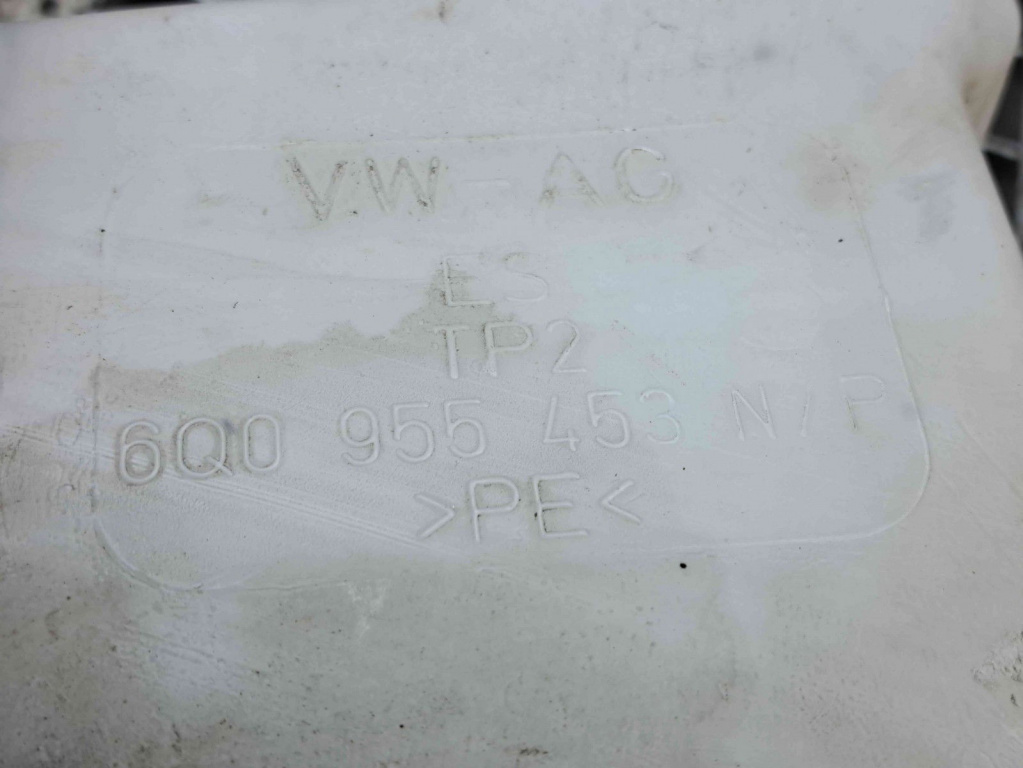 VW-AG
ES
TP2
6Q0 955 453 N/P
>PE<